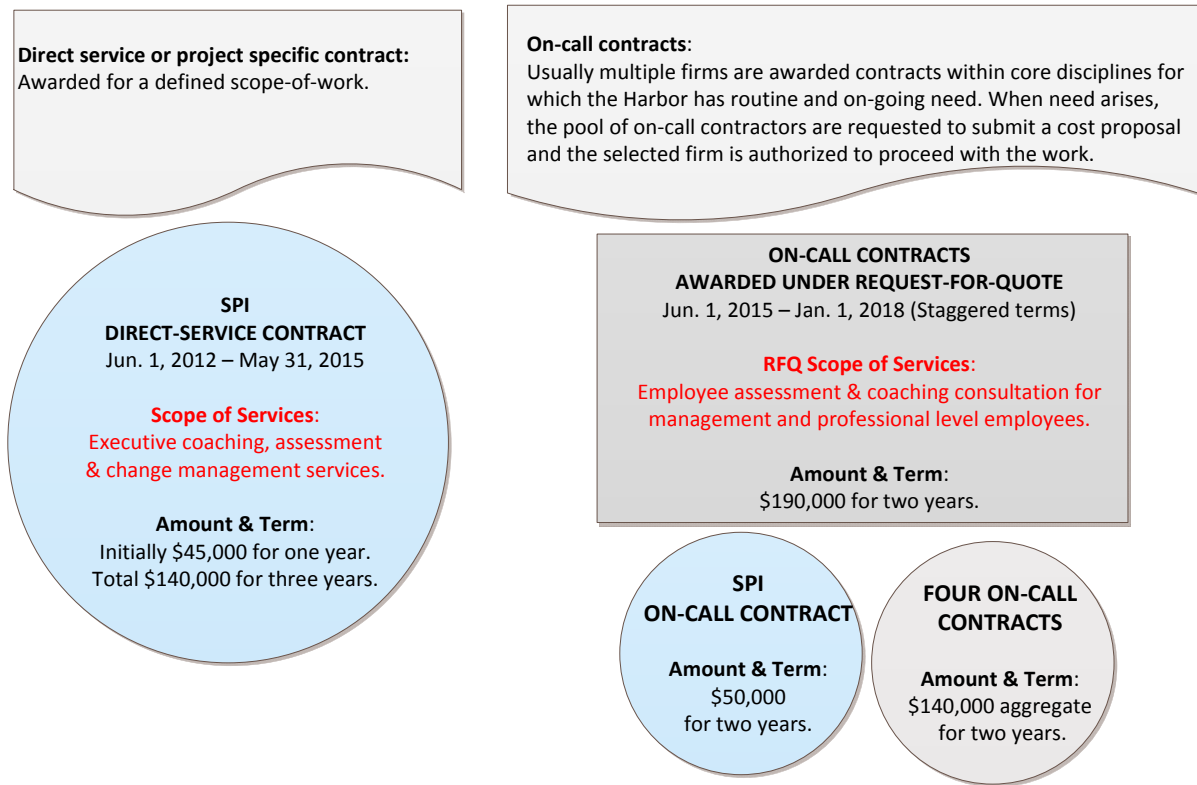 Direct service or project specific contract:
Awarded for a defined scope-of-work.
On-call contracts:
Usually multiple firms are awarded contracts within core disciplines for
which the Harbor has routine and on-going need. When need arises,
the pool of on-call contractors are requested to submit a cost proposal
and the selected firm is authorized to proceed with the work.
SPI
DIRECT-SERVICE CONTRACT
Jun. 1, 2012 – May 31, 2015
Scope of Services:
Executive coaching, assessment
& change management services.
Amount & Term:
Initially $45,000 for one year.
Total $140,000 for three years.
ON-CALL CONTRACTS
AWARDED UNDER REQUEST-FOR-QUOTE
Jun. 1, 2015 – Jan. 1, 2018 (Staggered terms)
RFQ Scope of Services:
Employee assessment & coaching consultation for
management and professional level employees.
Amount & Term:
$190,000 for two years.
SPI
ON-CALL CONTRACT
Amount & Term:
$50,000
for two years.
FOUR ON-CALL
CONTRACTS
Amount & Term:
$140,000 aggregate
for two years.